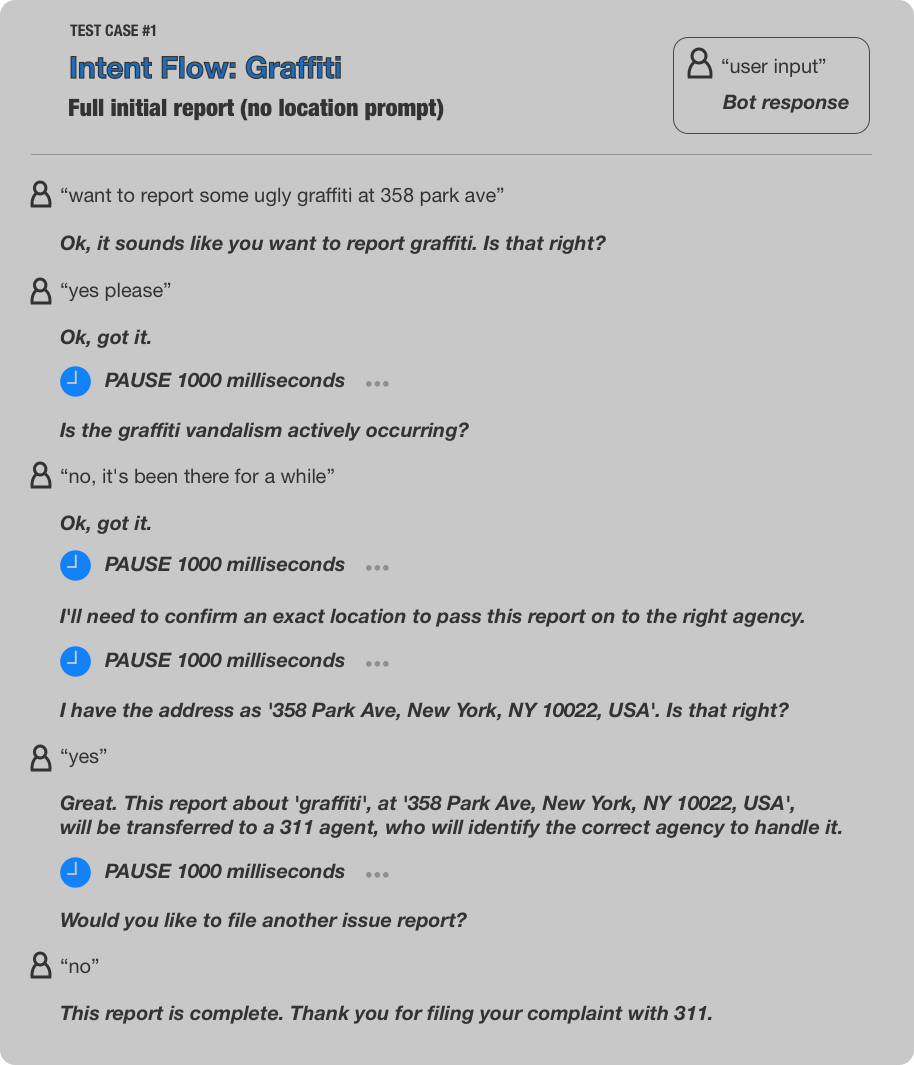 TEST CASE #1
Intent Flow: Graffiti
Full initial report (no location prompt)
“user input”
Bot response
“want to report some ugly graffiti at 358 park ave”
Ok, it sounds like you want to report graffiti. Is that right?
“yes please”
Ok, got it.
PAUSE 1000 milliseconds
Is the graffiti vandalism actively occurring?
“no, it's been there for a while”
Ok, got it.
PAUSE 1000 milliseconds
I'll need to confirm an exact location to pass this report on to the right agency.
PAUSE 1000 milliseconds
I have the address as '358 Park Ave, New York, NY 10022, USA'. Is that right?
“yes”
Great. This report about 'graffiti', at '358 Park Ave, New York, NY 10022, USA',
will be transferred to a 311 agent, who will identify the correct agency to handle it.
PAUSE 1000 milliseconds
Would you like to file another issue report?
“no”
This report is complete. Thank you for filing your complaint with 311.